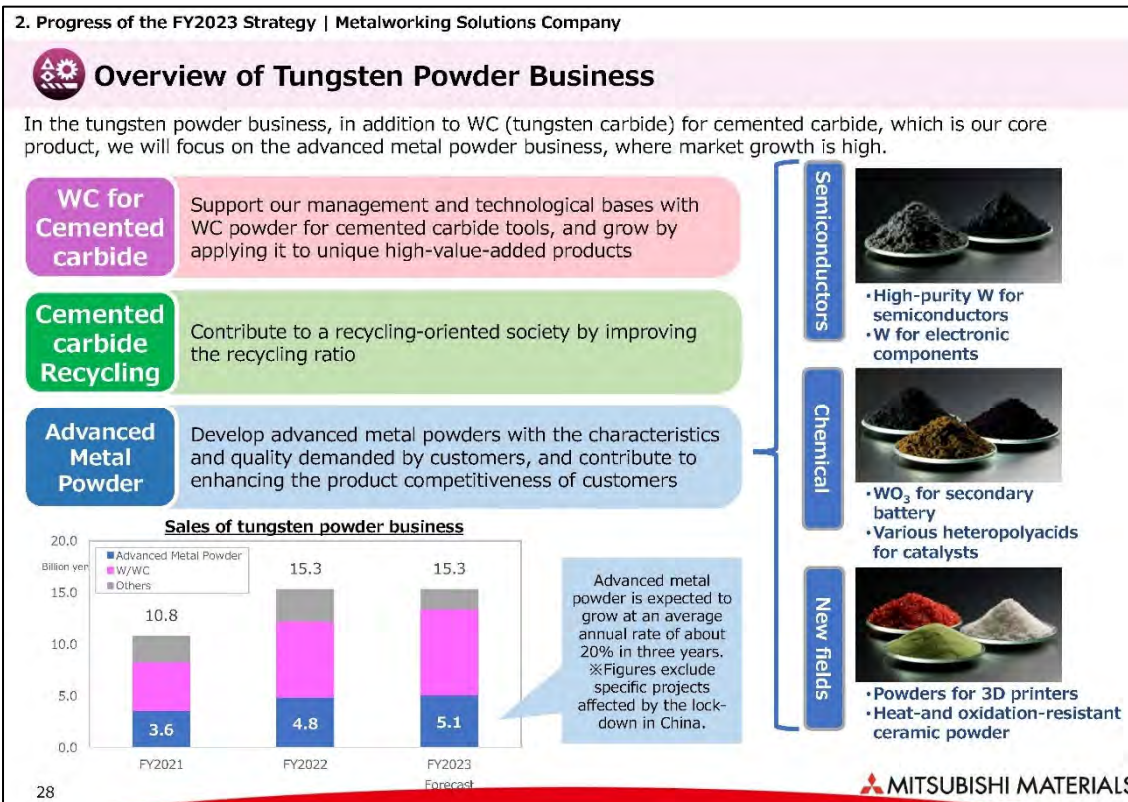 2. Progress of the FY2023 Strategy | Metalworking Solutions Company
Overview of Tungsten Powder Business
In the tungsten powder business, in addition to WC (tungsten carbide) for cemented carbide, which is our core
product, we will focus on the advanced metal powder business, where market growth is high.
WC for
Cemented
carbide
Support our management and technological bases with
WC powder for cemented carbide tools, and grow by
applying it to unique high-value-added products
Cemented
carbide
Recycling
Contribute to a recycling-oriented society by improving
the recycling ratio
Advanced
Metal
Powder
Develop advanced metal powders with the characteristics
and quality demanded by customers, and contribute to
enhancing the product competitiveness of customers
Semiconductors
•High-purity W for
semiconductors
•W for electronic
components
Chemical
•WO₃ for secondary
battery
•Various heteropolyacids
for catalysts
New fields
•Powders for 3D printers
•Heat-and oxidation-resistant
ceramic powder
Sales of tungsten powder business
Billion yen
20.0
15.0
10.0
5.0
0.0
Advanced Metal Powder
W/WC
Others
10.8
15.3
15.3
3.6
4.8
5.1
FY2021
FY2022
FY2023
Forecast
Advanced metal
powder is expected to
grow at an average
annual rate of about
20% in three years.
※Figures exclude
specific projects
affected by the lock-
down in China.
28
MITSUBISHI MATERIALS